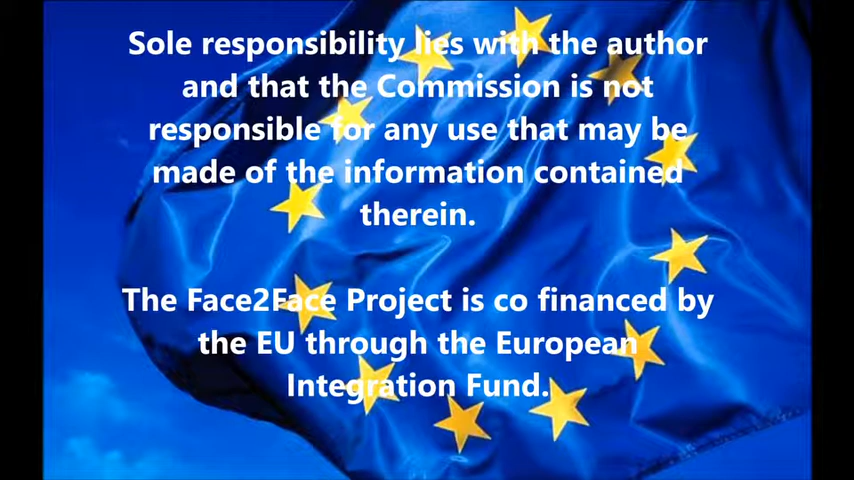 Sole responsibility lies with the author
and that the Commission is not
responsible for any use that may be
made of the information contained
therein.
The Face2Face Project is co financed by
the EU through the European
Integration Fund.